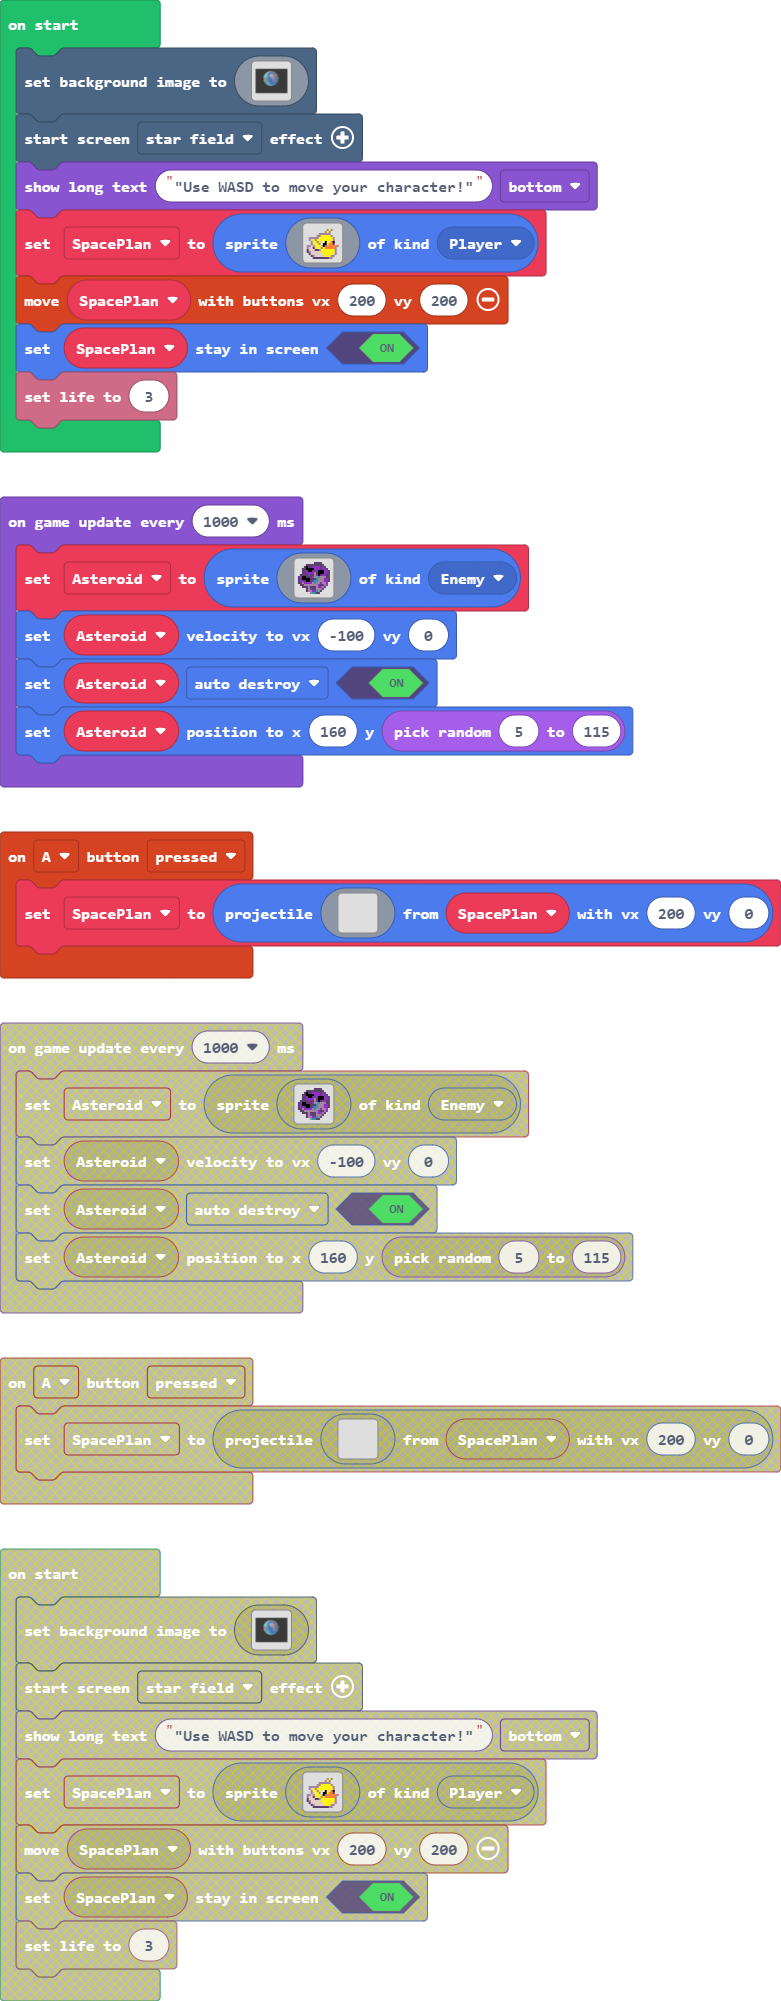 on start
set background image to
start screen star field effect
show long text ""Use WASD to move your character!"" bottom
set SpacePlan to sprite of kind Player
move SpacePlan with buttons vx 200 vy 200
set SpacePlan stay in screen ON
set life to 3
on game update every 1000 ms
set Asteroid to sprite of kind Enemy
set Asteroid velocity to vx -100 vy 0
set Asteroid auto destroy ON
set Asteroid position to x 160 y pick random 5 to 115
on A button pressed
set SpacePlan to projectile from SpacePlan with vx 200 vy 0
on game update every 1000 ms
set Asteroid to sprite of kind Enemy
set Asteroid velocity to vx -100 vy 0
set Asteroid auto destroy ON
set Asteroid position to x 160 y pick random 5 to 115
on A button pressed
set SpacePlan to projectile from SpacePlan with vx 200 vy 0
on start
set background image to
start screen star field effect
show long text ""Use WASD to move your character!"" bottom
set SpacePlan to sprite of kind Player
move SpacePlan with buttons vx 200 vy 200
set SpacePlan stay in screen ON
set life to 3